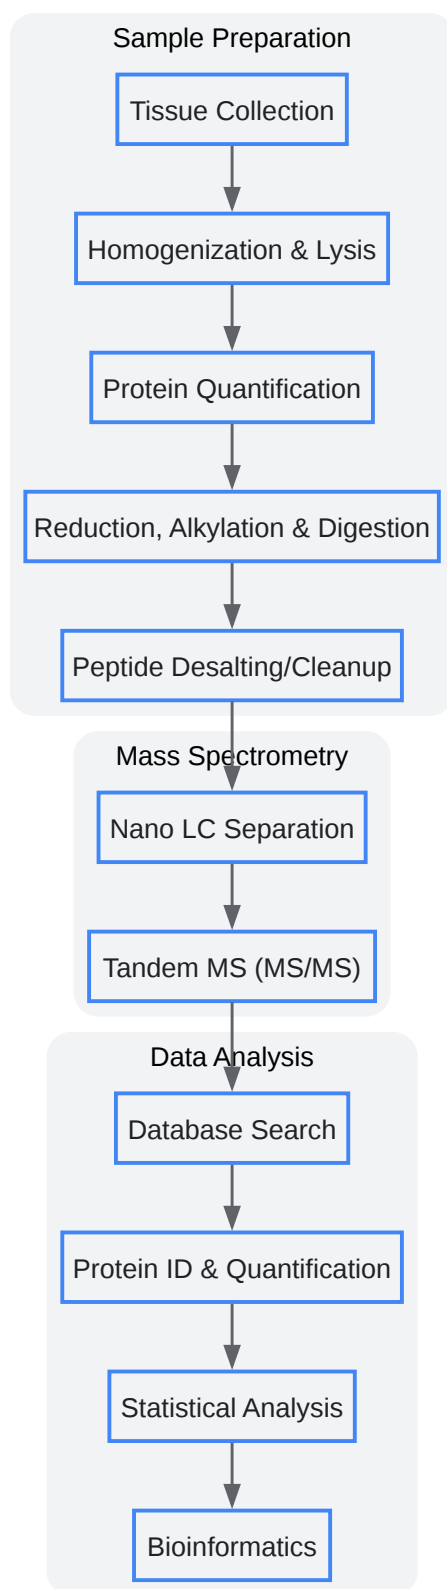 Sample Preparation
Tissue Collection
Homogenization & Lysis
Protein Quantification
Reduction, Alkylation & Digestion
Peptide Desalting/Cleanup
Mass Spectrometry
Nano LC Separation
Tandem MS (MS/MS)
Data Analysis
Database Search
Protein ID & Quantification
Statistical Analysis
Bioinformatics